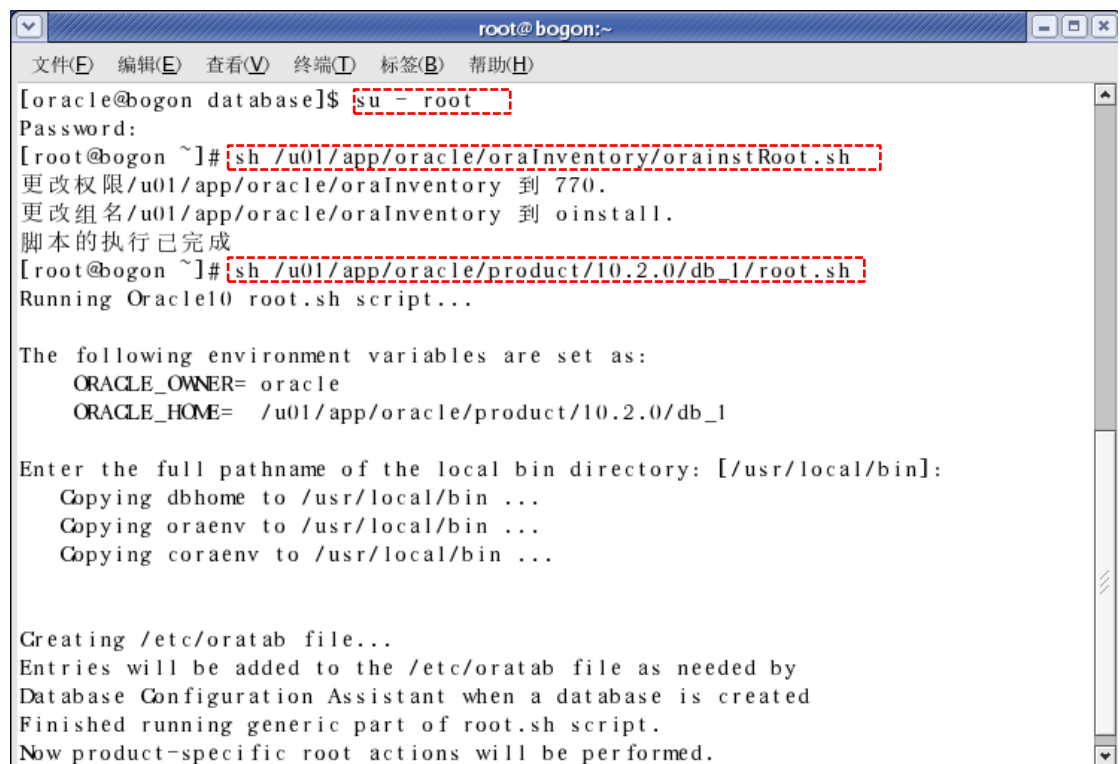 root@bogon:~
文件(F) 编辑(E) 查看(V) 终端(T) 标签(B) 帮助(H)
[oracle@bogon database]$ su - root
Password:
[root@bogon ~]# sh /u01/app/oracle/oraInventory/orainstRoot.sh
更改权限/u01/app/oracle/oraInventory 到 770.
更改组名/u01/app/oracle/oraInventory 到 oinstall.
脚本的执行已完成
[root@bogon ~]# sh /u01/app/oracle/product/10.2.0/db_1/root.sh
Running Oracle10 root.sh script...
The following environment variables are set as:
ORACLE_OWNER= oracle
ORACLE_HOME=  /u01/app/oracle/product/10.2.0/db_1
Enter the full pathname of the local bin directory: [/usr/local/bin]:
Copying dbhome to /usr/local/bin ...
Copying oraenv to /usr/local/bin ...
Copying coraenv to /usr/local/bin ...
Creating /etc/oratab file...
Entries will be added to the /etc/oratab file as needed by
Database Configuration Assistant when a database is created
Finished running generic part of root.sh script.
Now product-specific root actions will be performed.